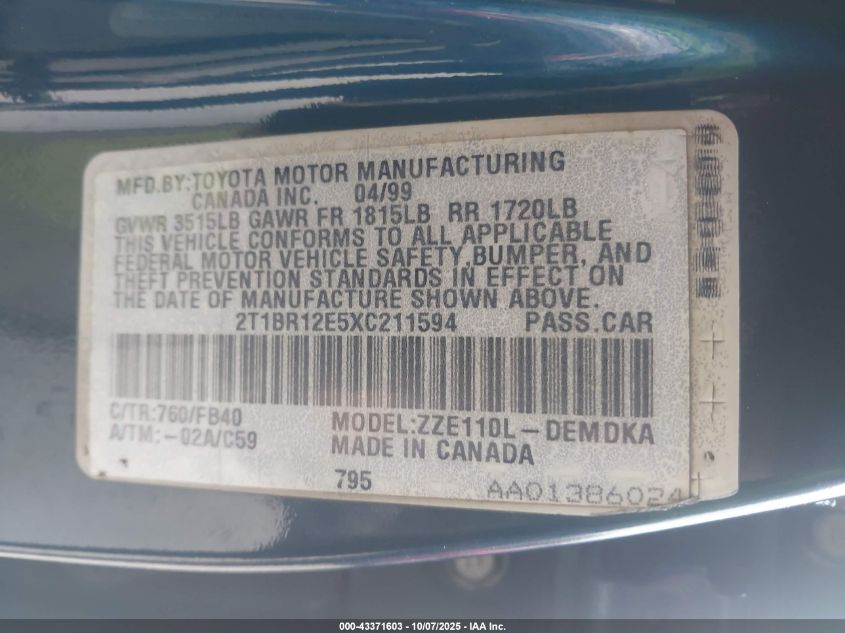 MFD.BY:TOYOTA MOTOR MANUFACTURING
CANADA INC. 04/99
GVWR 3515LB GAWR FR 1815LB RR 1720LB
THIS VEHICLE CONFORMS TO ALL APPLICABLE
FEDERAL MOTOR VEHICLE SAFETY,BUMPER, AND
THEFT PREVENTION STANDARDS IN EFFECT ON
THE DATE OF MANUFACTURE SHOWN ABOVE.
2T1BR12E5XC211594 PASS.CAR
C/TR:760/FB40 MODEL:ZZE110L-DEMDKA
A/TM:-02A/C59 MADE IN CANADA
795 AA01386024
000-43371603 - 10/07/2025 - IAA Inc.